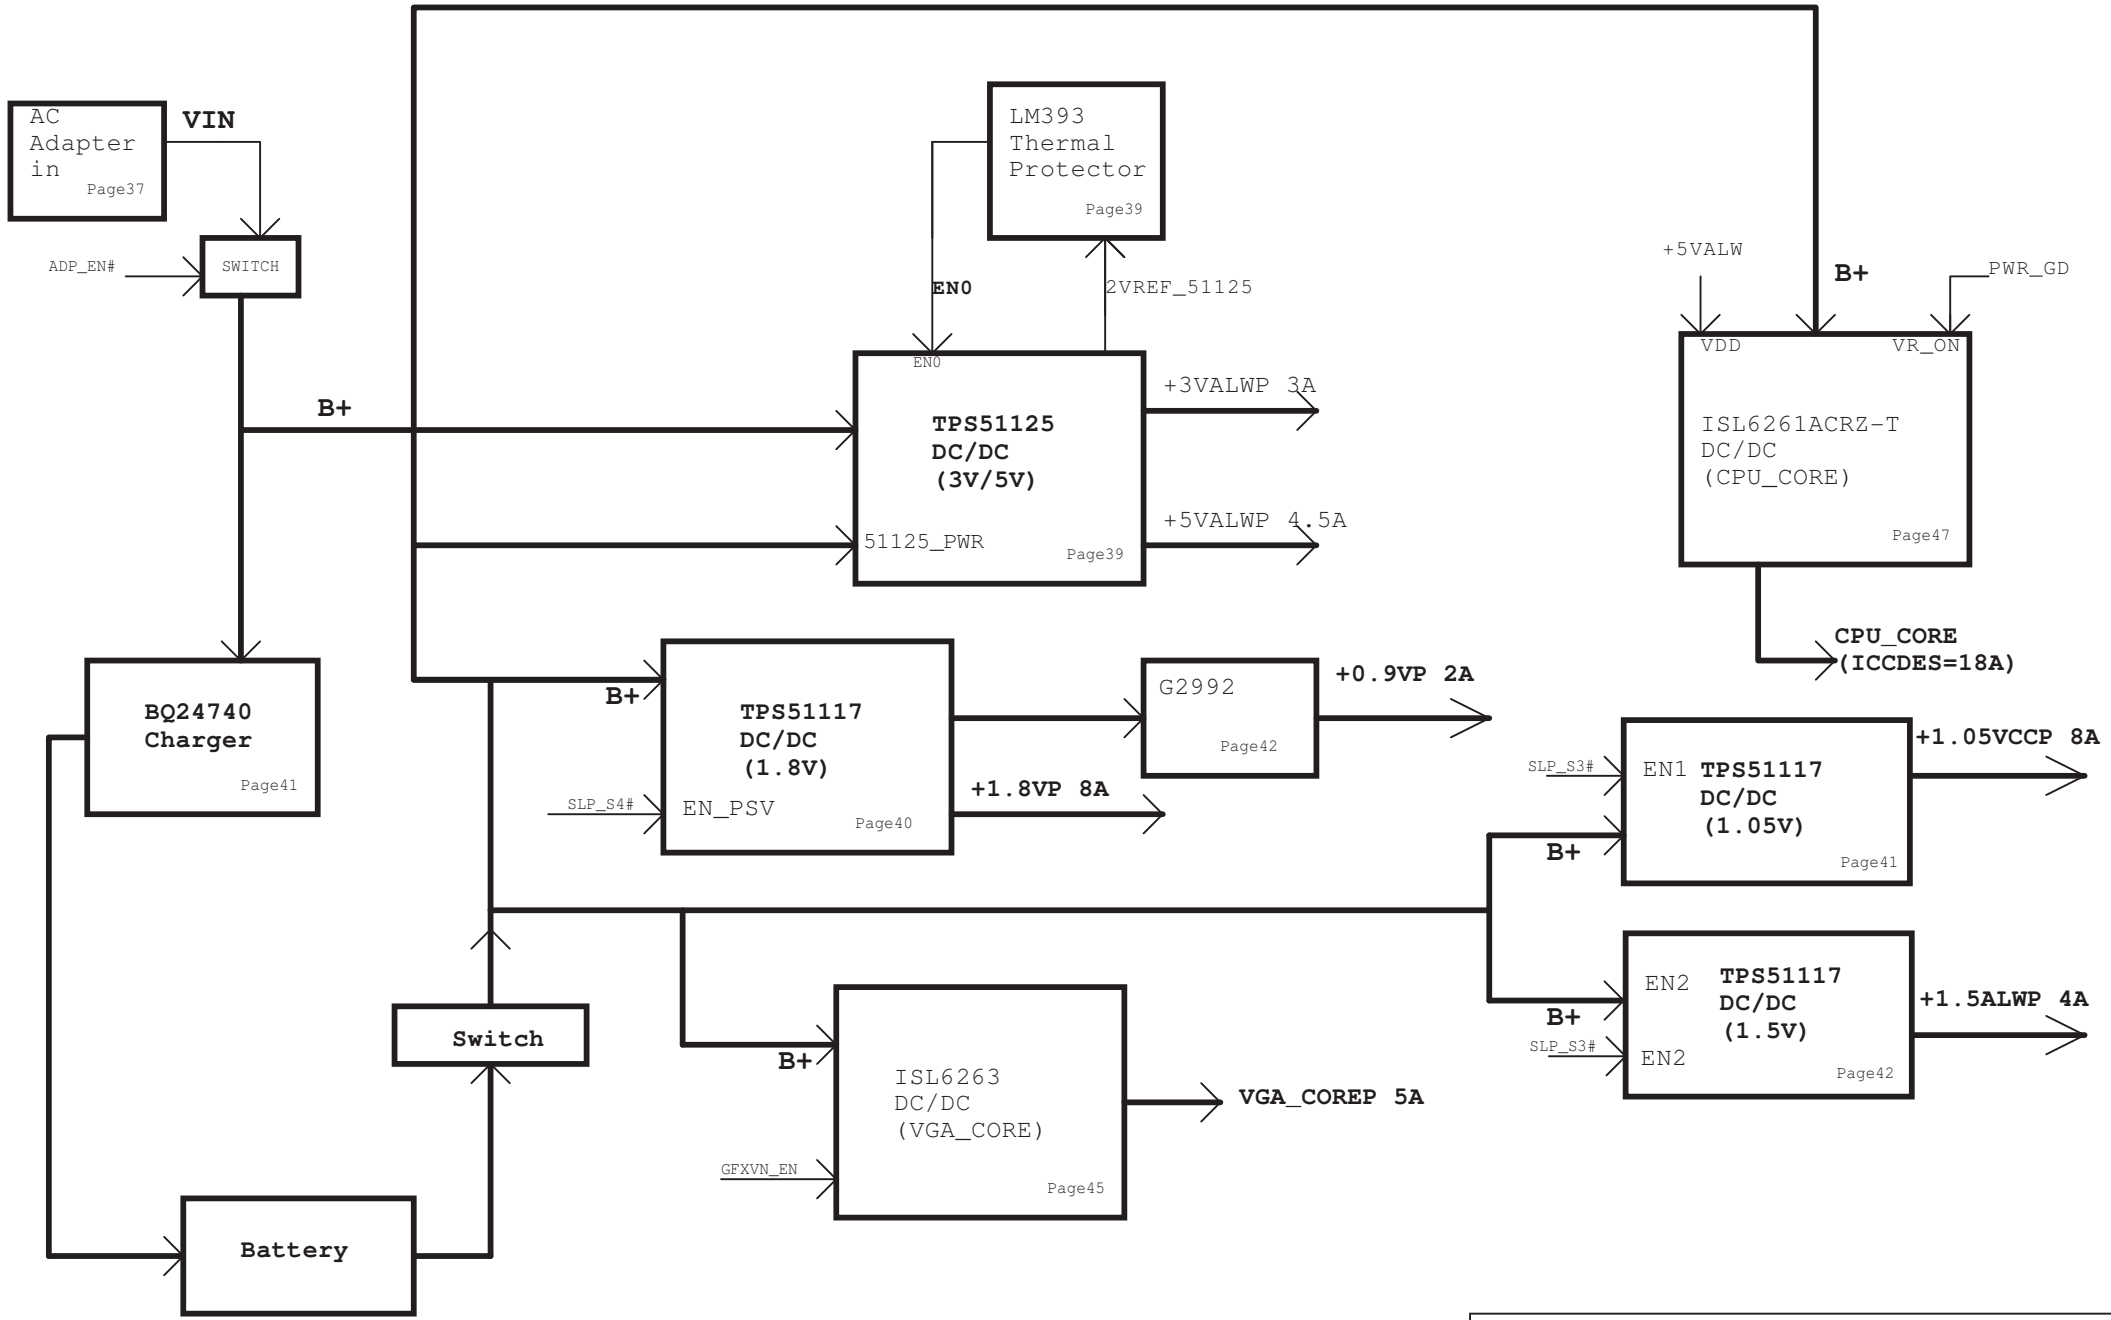 AC
Adapter
in
Page37
VIN
ADP_EN#
SWITCH
B+
LM393
Thermal
Protector
Page39
EN0
2VREF_51125
EN0
TPS51125
DC/DC
(3V/5V)
51125_PWR
Page39
+3VALWP 3A
+5VALWP 4.5A
+5VALW
B+
PWR_GD
VDD
VR_ON
ISL6261ACRZ-T
DC/DC
(CPU_CORE)
Page47
CPU_CORE
(ICCDES=18A)
BQ24740
Charger
Page41
B+
TPS51117
DC/DC
(1.8V)
SLP_S4#
EN_PSV
Page40
G2992
Page42
+0.9VP 2A
+1.8VP 8A
SLP_S3#
EN1
TPS51117
DC/DC
(1.05V)
Page41
B+
+1.05VCCP 8A
EN2
TPS51117
DC/DC
(1.5V)
B+
SLP_S3#
EN2
Page42
+1.5ALWP 4A
Switch
B+
ISL6263
DC/DC
(VGA_CORE)
GFXVN_EN
Page45
VGA_COREP 5A
Battery